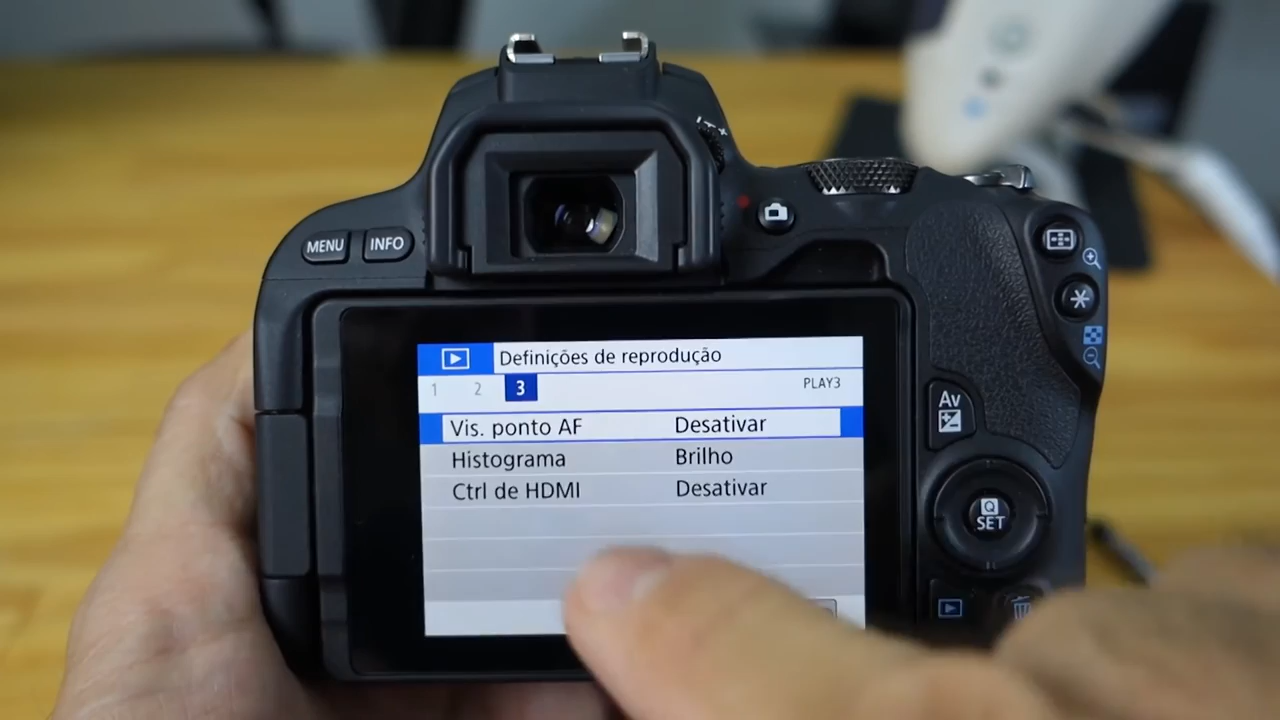 MENU INFO
Definições de reprodução
1 2 3 PLAY3
Vis. ponto AF Desativar
Histograma Brilho
Ctrl de HDMI Desativar
Av
Q
SET